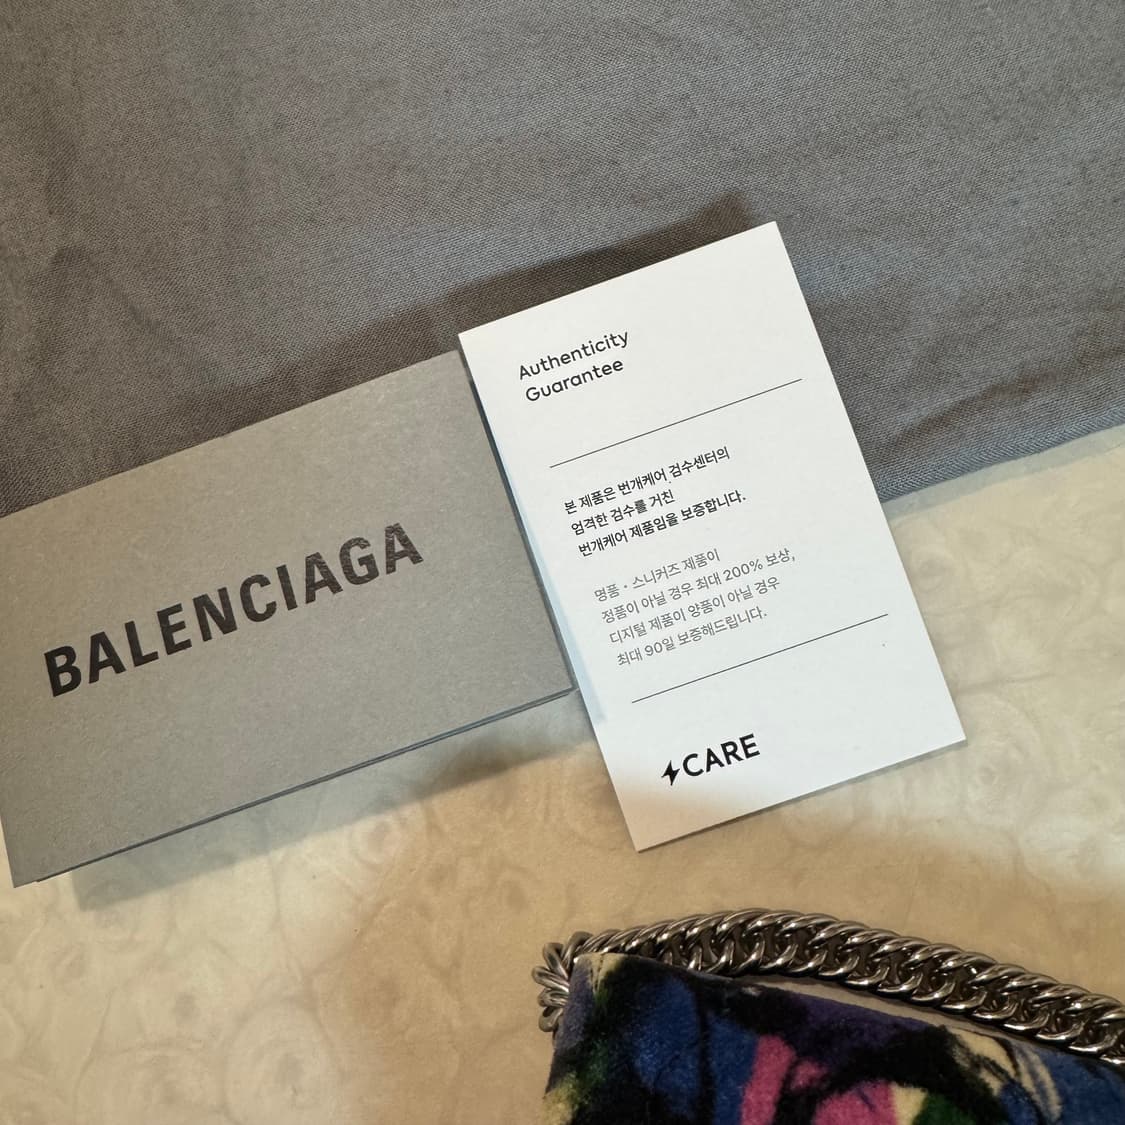 BALENCIAGA
Authenticity
Guarantee
본 제품은 번개케어 검수센터의
엄격한 검수를 거친
번개케어 제품임을 보증합니다.
명품・스니커즈 제품이
정품이 아닐 경우 최대 200% 보상,
디지털 제품이 양품이 아닐 경우
최대 90일 보증해드립니다.
CARE